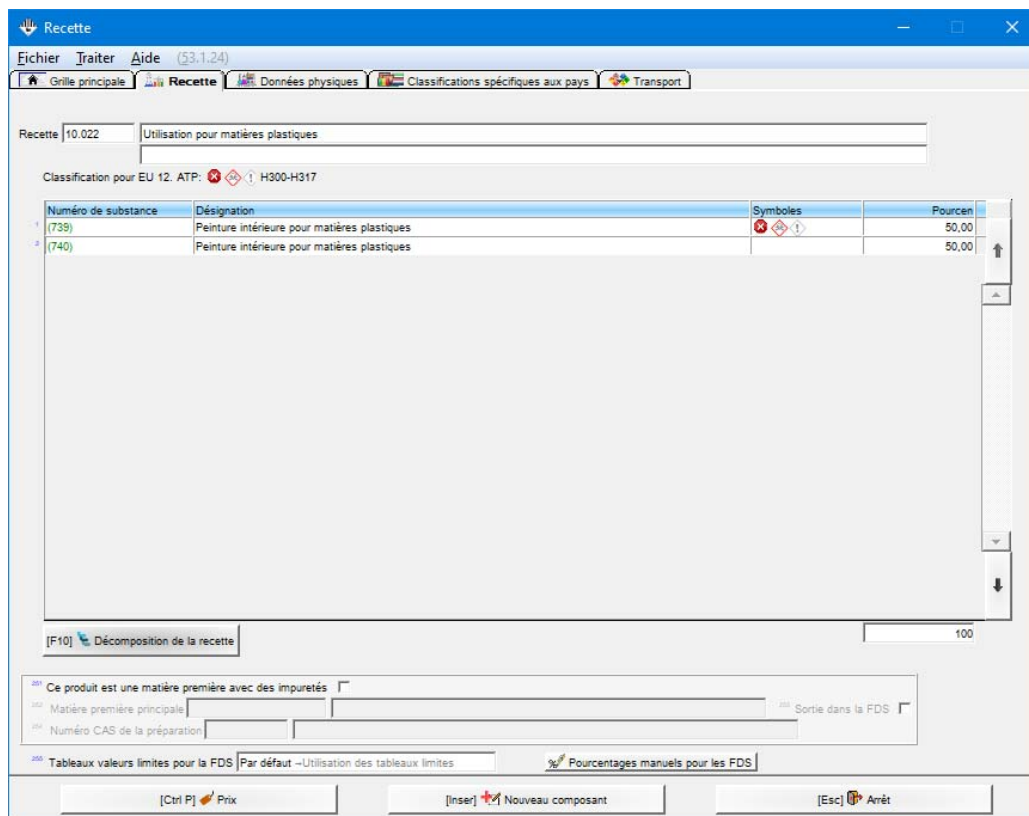 Recette
Fichier Traiter Aide (53.1.24)
Grille principale Recette Données physiques Classifications spécifiques aux pays Transport
Recette 10.022 Utilisation pour matières plastiques
Classification pour EU 12. ATP: H300-H317
Numéro de substance Désignation Symboles Pourcen
1 (739) Peinture intérieure pour matières plastiques 50,00
2 (740) Peinture intérieure pour matières plastiques 50,00
[F10] Décomposition de la recette 100
Ce produit est une matière première avec des impuretés
Matière première principale Sortie dans la FDS
Numéro CAS de la préparation
Tableaux valeurs limites pour la FDS Par défaut →Utilisation des tableaux limites Pourcentages manuels pour les FDS
[Ctrl P] Prix [Inser] Nouveau composant [Esc] Arrêt